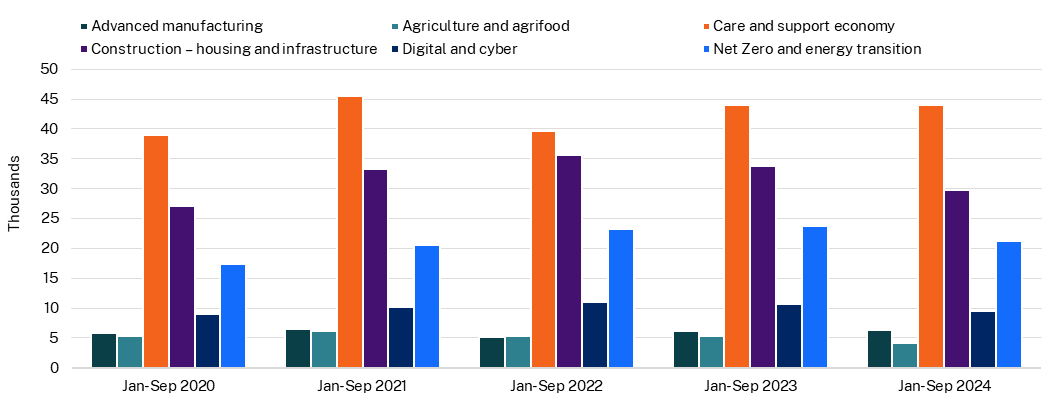 Advanced manufacturing
Agriculture and agrifood
Care and support economy
Construction – housing and infrastructure
Digital and cyber
Net Zero and energy transition
Thousands
50
45
40
35
30
25
20
15
10
5
0
Jan-Sep 2020
Jan-Sep 2021
Jan-Sep 2022
Jan-Sep 2023
Jan-Sep 2024